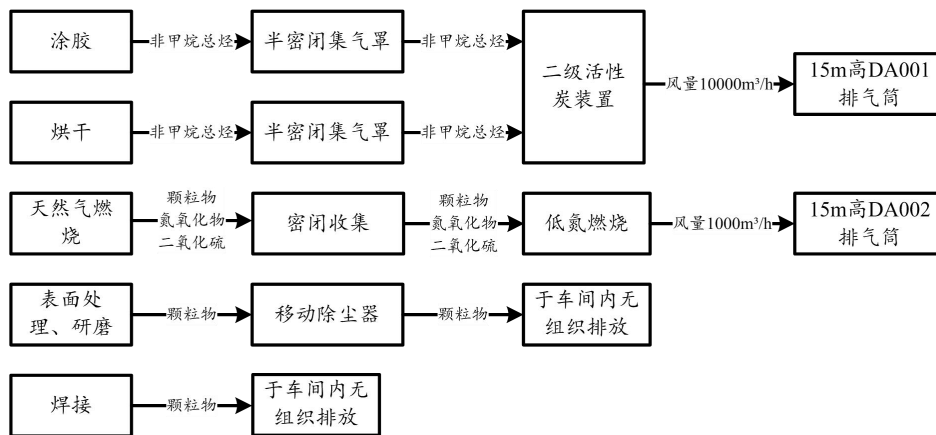 涂胶
非甲烷总烃
半密闭集气罩
非甲烷总烃
二级活性
炭装置
风量10000m³/h
15m高DA001
排气筒
烘干
非甲烷总烃
半密闭集气罩
非甲烷总烃
天然气燃
烧
颗粒物
氮氧化物
二氧化硫
密闭收集
颗粒物
氮氧化物
二氧化硫
低氮燃烧
风量1000m³/h
15m高DA002
排气筒
表面处
理、研磨
颗粒物
移动除尘器
颗粒物
于车间内无
组织排放
焊接
颗粒物
于车间内无
组织排放